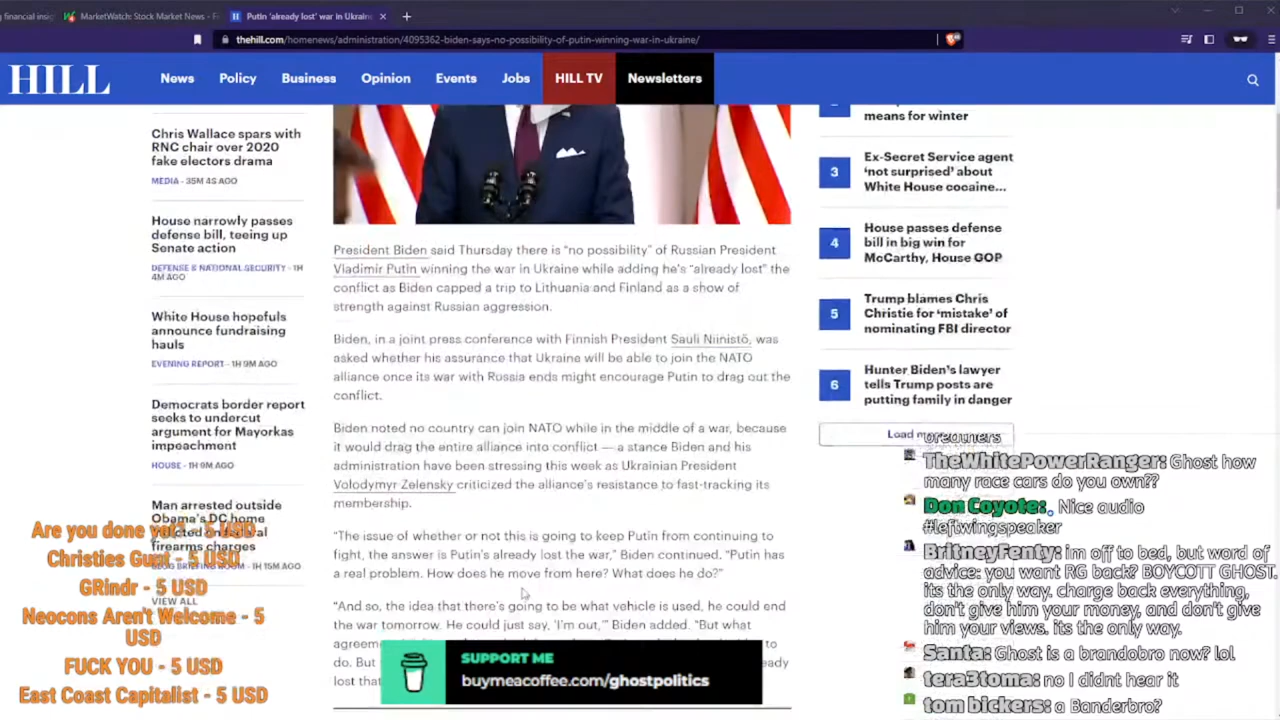 financial insig
MarketWatch: Stock Market News - Fi
Putin 'already lost' war in Ukrain
thehill.com/homenews/administration/4095362-biden-says-no-possibility-of-putin-winning-war-in-ukraine/
HILL
News
Policy
Business
Opinion
Events
Jobs
HILL TV
Newsletters
Chris Wallace spars with
RNC chair over 2020
fake electors drama
MEDIA - 35M 4S AGO
House narrowly passes
defense bill, teeing up
Senate action
DEFENSE & NATIONAL SECURITY - 1H
4M AGO
White House hopefuls
announce fundraising
hauls
EVENING REPORT - 1H 9M AGO
Democrats border report
seeks to undercut
argument for Mayorkas
impeachment
HOUSE - 1H 9M AGO
Man arrested outside
Obama's DC home
federal
firearms charges
BLOG BRIEFING ROOM - 1H 15M AGO
VIEW ALL
President Biden said Thursday there is "no possibility" of Russian President
Vladimir Putin winning the war in Ukraine while adding he's "already lost" the
conflict as Biden capped a trip to Lithuania and Finland as a show of
strength against Russian aggression.
Biden, in a joint press conference with Finnish President Sauli Niinistö, was
asked whether his assurance that Ukraine will be able to join the NATO
alliance once its war with Russia ends might encourage Putin to drag out the
conflict.
Biden noted no country can join NATO while in the middle of a war, because
it would drag the entire alliance into conflict — a stance Biden and his
administration have been stressing this week as Ukrainian President
Volodymyr Zelensky criticized the alliance's resistance to fast-tracking its
membership.
"The issue of whether or not this is going to keep Putin from continuing to
fight, the answer is Putin's already lost the war," Biden continued. "Putin has
a real problem. How does he move from here? What does he do?"
"And so, the idea that there's going to be what vehicle is used, he could end
the war tomorrow. He could just say, 'I'm out,'" Biden added. "But what
agreem
do. But
lost that
means for winter
3
Ex-Secret Service agent
'not surprised' about
White House cocaine...
4
House passes defense
bill in big win for
McCarthy, House GOP
5
Trump blames Chris
Christie for 'mistake' of
nominating FBI director
6
Hunter Biden's lawyer
tells Trump posts are
putting family in danger
Load more
Are you done yet? - 5 USD
Christies Gunt - 5 USD
GRindr - 5 USD
Neocons Aren't Welcome - 5
USD
FUCK YOU - 5 USD
East Coast Capitalist - 5 USD
SUPPORT ME
buymeacoffee.com/ghostpolitics
TheWhitePowerRanger: Ghost how
many race cars do you own??
Don Coyote:. Nice audio
#leftwingspeaker
BritneyFenty: im off to bed, but word of
advice: you want RG back? BOYCOTT GHOST.
its the only way, charge back everything,
don't give him your money, and don't give
him your views. its the only way.
Santa: Ghost is a brandobro now? lol
tera3toma: no I didnt hear it
tom bickers: a Banderbro?